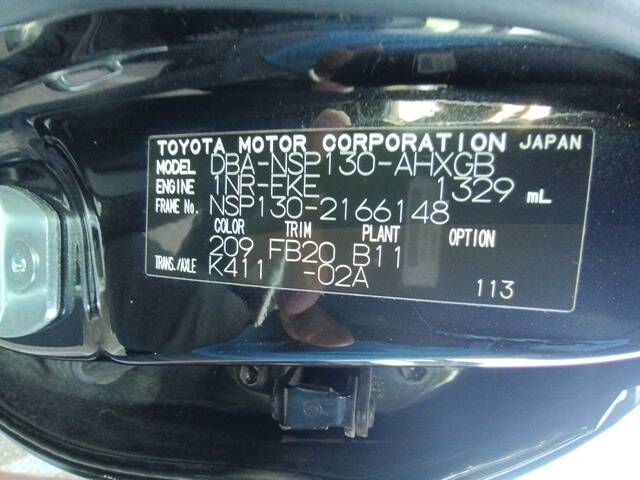 TOYOTA MOTOR CORPORATION JAPAN
MODEL DBA-NSP130-AHXGB
ENGINE 1NR-FKE 1329 mL
FRAME No. NSP130-2166148
COLOR TRIM PLANT OPTION
209 FB20 B11
TRANS./AXLE K411 -02A
113